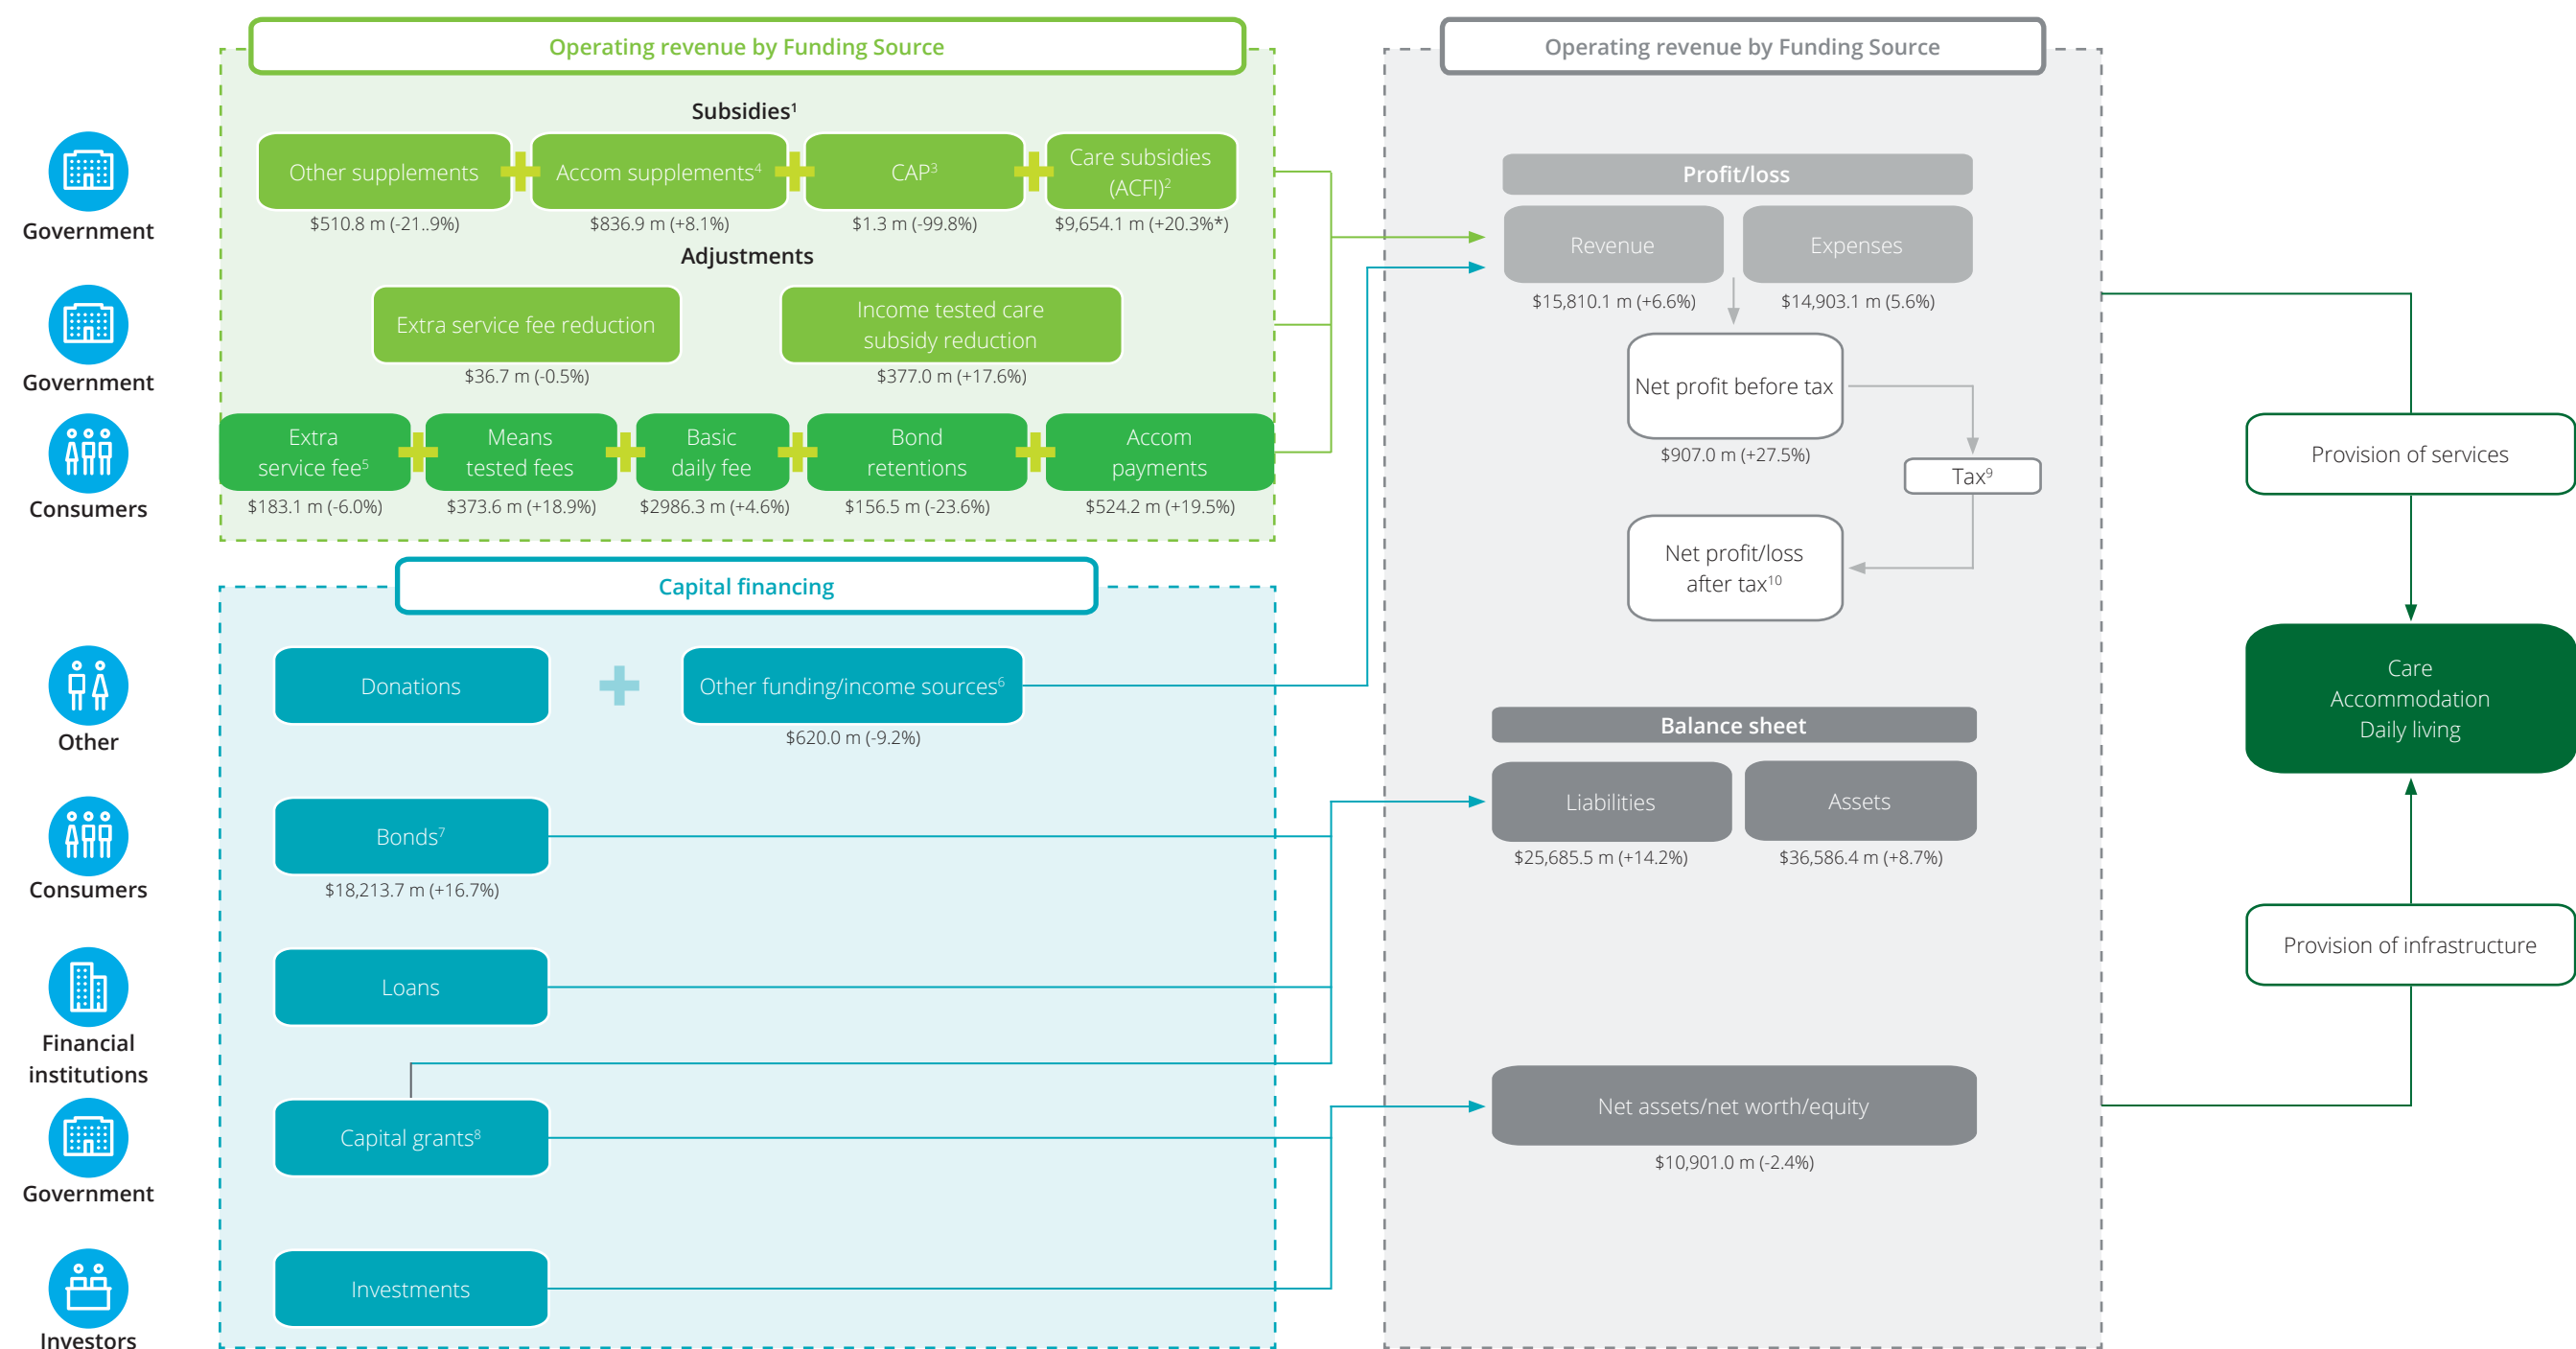 Operating revenue by Funding Source
Operating revenue by Funding Source
Subsidies¹
Government
Other supplements
Accom supplements⁴
CAP³
Care subsidies
(ACFI)²
$510.8 m (-21..9%)
$836.9 m (+8.1%)
$1.3 m (-99.8%)
$9,654.1 m (+20.3%*)
Adjustments
Government
Extra service fee reduction
Income tested care
subsidy reduction
$36.7 m (-0.5%)
$377.0 m (+17.6%)
Consumers
Extra
service fee⁵
Means
tested fees
Basic
daily fee
Bond
retentions
Accom
payments
$183.1 m (-6.0%)
$373.6 m (+18.9%)
$2986.3 m (+4.6%)
$156.5 m (-23.6%)
$524.2 m (+19.5%)
Capital financing
Other
Donations
Other funding/income sources⁶
$620.0 m (-9.2%)
Consumers
Bonds⁷
$18,213.7 m (+16.7%)
Financial
institutions
Loans
Government
Capital grants⁸
Investors
Investments
Profit/loss
Revenue
Expenses
$15,810.1 m (+6.6%)
$14,903.1 m (5.6%)
Net profit before tax
$907.0 m (+27.5%)
Tax⁹
Net profit/loss
after tax¹⁰
Balance sheet
Liabilities
Assets
$25,685.5 m (+14.2%)
$36,586.4 m (+8.7%)
Net assets/net worth/equity
$10,901.0 m (-2.4%)
Provision of services
Care
Accommodation
Daily living
Provision of infrastructure